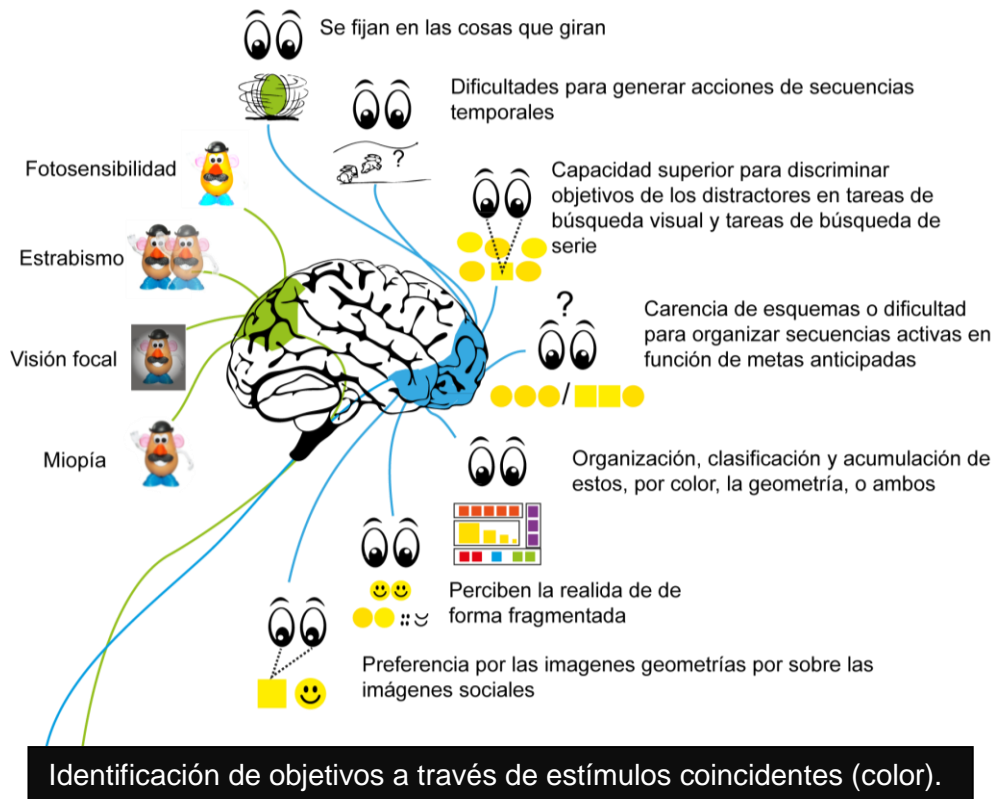 Se fijan en las cosas que giran
Dificultades para generar acciones de secuencias
temporales
?
Fotosensibilidad
Capacidad superior para discriminar
objetivos de los distractores en tareas de
búsqueda visual y tareas de búsqueda de
serie
Estrabismo
?
Carencia de esquemas o dificultad
para organizar secuencias activas en
función de metas anticipadas
Visión focal
/
Miopía
Organización, clasificación y acumulación de
estos, por color, la geometría, o ambos
Perciben la realida de de
forma fragmentada
Preferencia por las imagenes geometrías por sobre las
imágenes sociales
Identificación de objetivos a través de estímulos coincidentes (color).